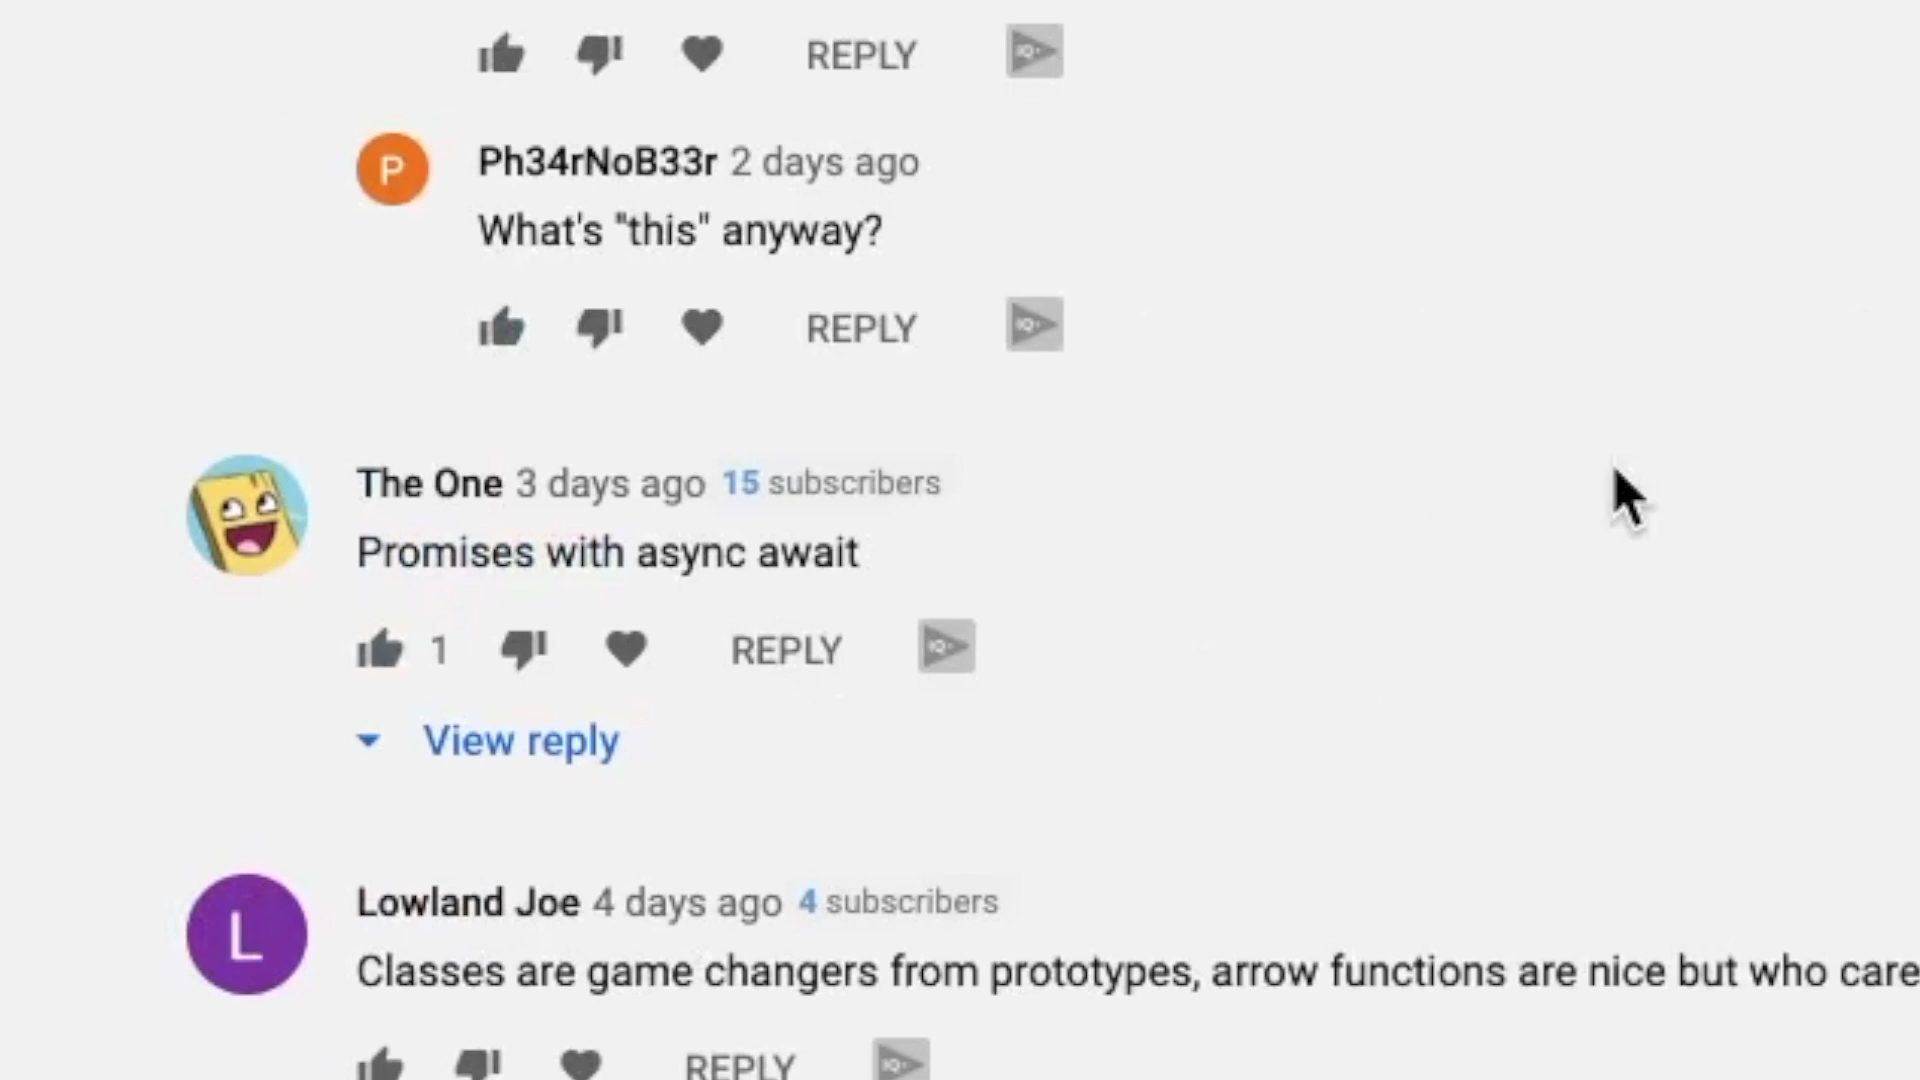 REPLY
P
Ph34rNoB33r 2 days ago
What's "this" anyway?
REPLY
The One 3 days ago 15 subscribers
Promises with async await
1 REPLY
View reply
L
Lowland Joe 4 days ago 4 subscribers
Classes are game changers from prototypes, arrow functions are nice but who care
REPLY